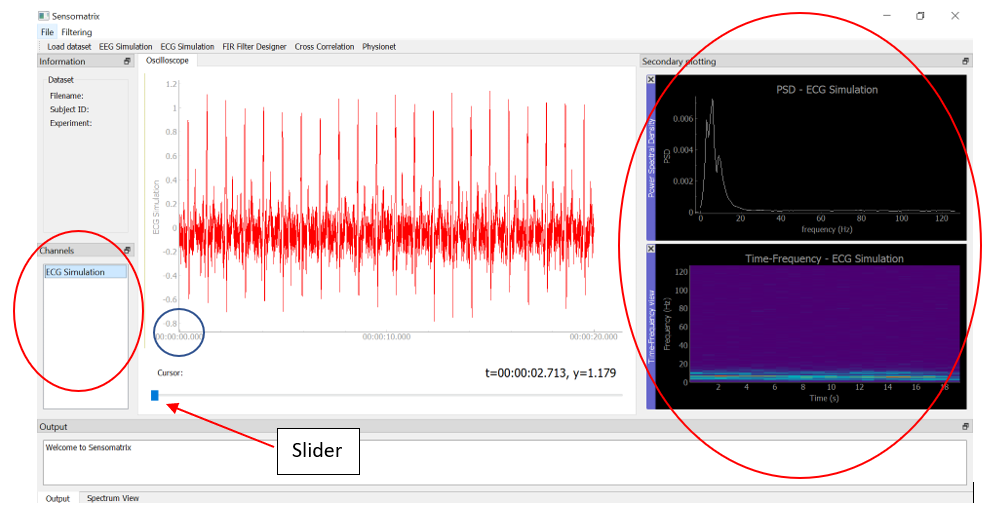 Sensomatrix
File Filtering
Load dataset EEG Simulation ECG Simulation FIR Filter Designer Cross Correlation Physionet
Information
Dataset
Filename:
Subject ID:
Experiment:
Channels
ECG Simulation
Oscilloscope
ECG Simulation
1.2
1
0.8
0.6
0.4
0.2
0
-0.2
-0.4
-0.6
-0.8
00:00:00.000 00:00:10.000 00:00:20.000
Cursor: t=00:00:02.713, y=1.179
Slider
Secondary plotting
Power Spectral Density
PSD - ECG Simulation
PSD
0.006
0.004
0.002
0
0 20 40 60 80 100 120
frequency (Hz)
Time-Frequency View
Time-Frequency - ECG Simulation
Frequency (Hz)
120
100
80
60
40
20
0
2 4 6 8 10 12 14 16 18
Time (s)
Output
Welcome to Sensomatrix
Output Spectrum View